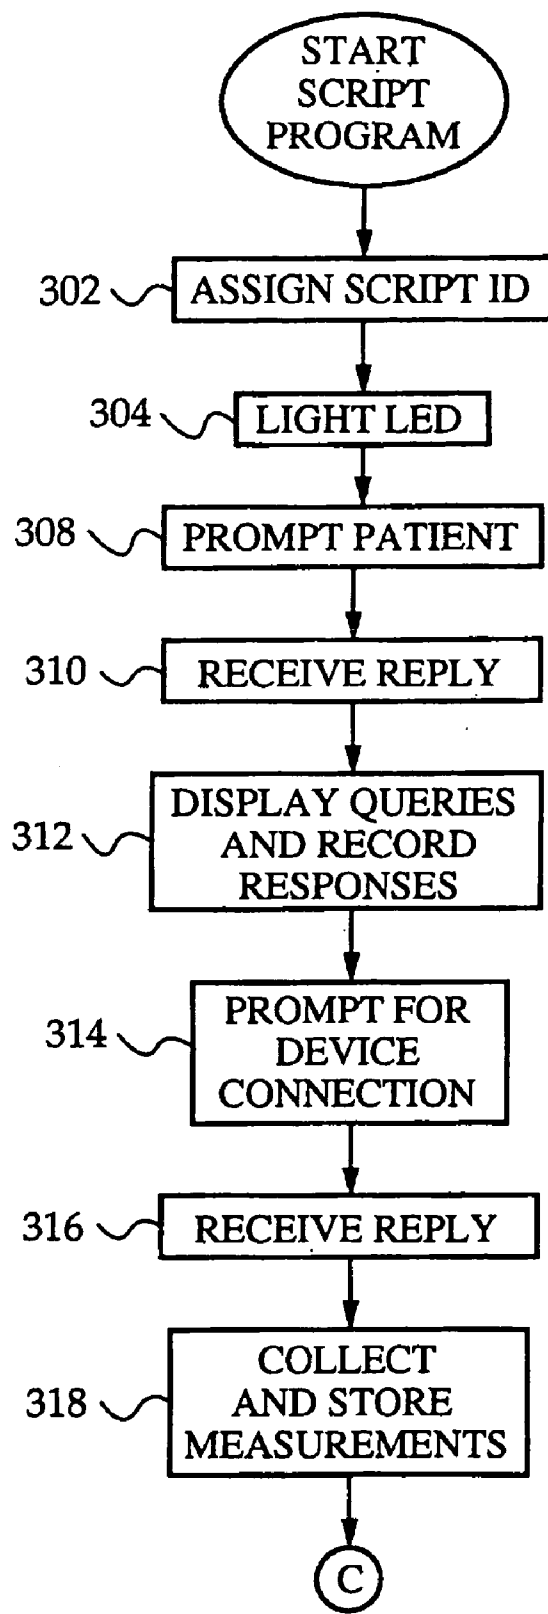 START
SCRIPT
PROGRAM
302 ASSIGN SCRIPT ID
304 LIGHT LED
308 PROMPT PATIENT
310 RECEIVE REPLY
DISPLAY QUERIES
312 AND RECORD
RESPONSES
PROMPT FOR
314 DEVICE
CONNECTION
316 RECEIVE REPLY
COLLECT
318 AND STORE
MEASUREMENTS
C